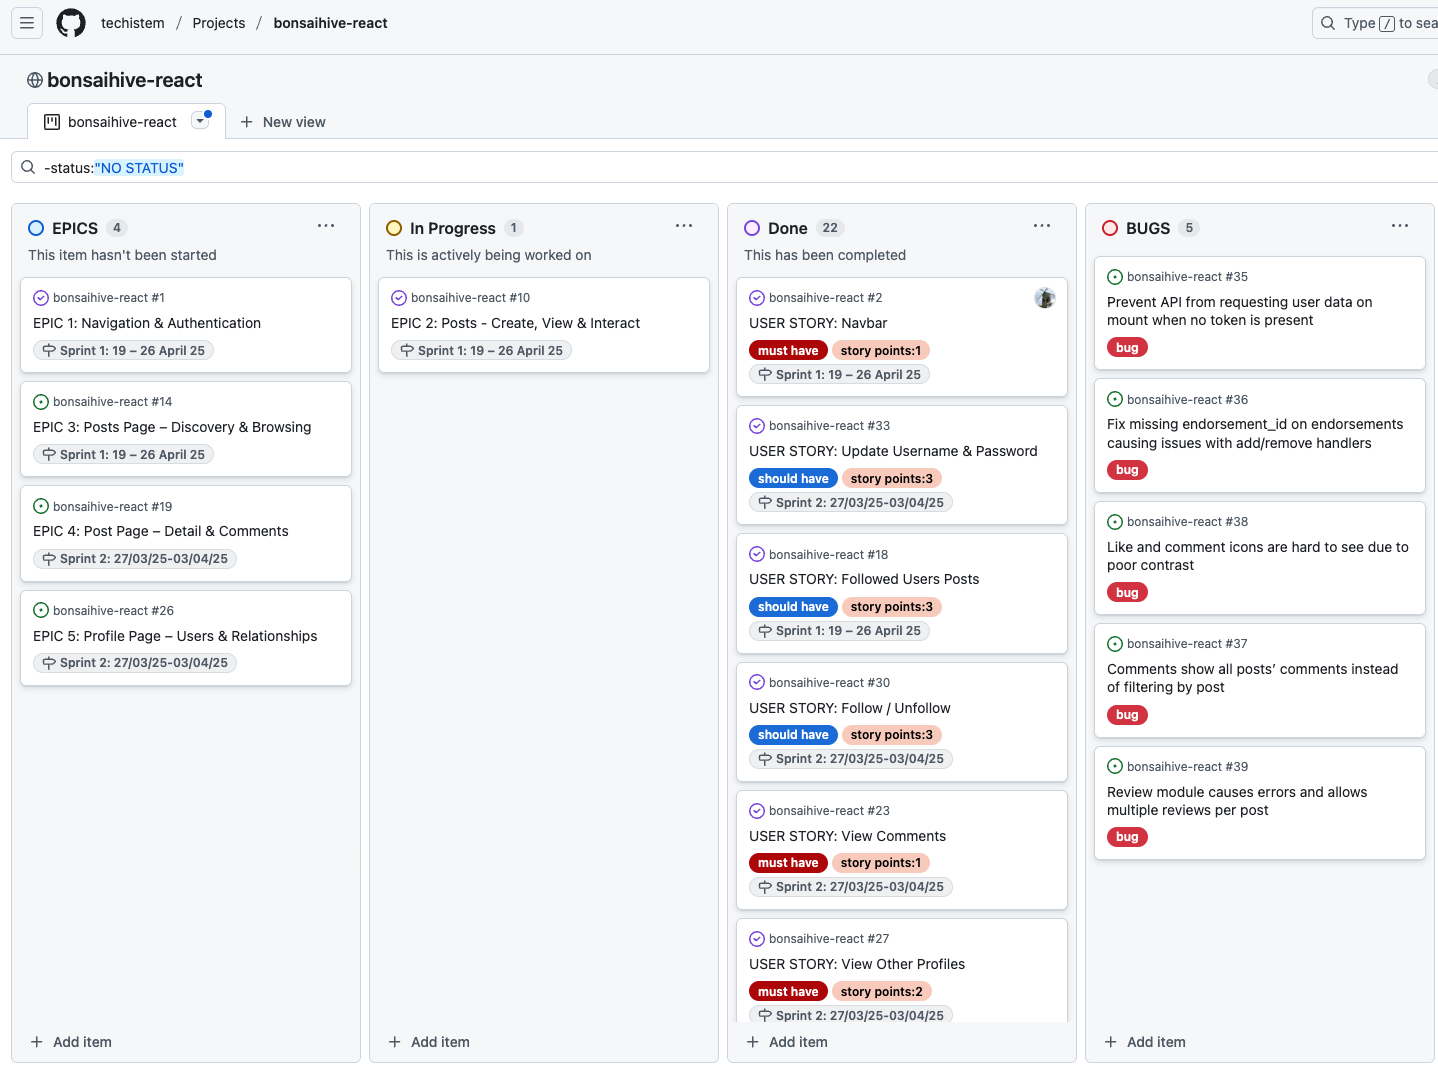 techistem / Projects / bonsaihive-react
Type / to sea
bonsaihive-react
bonsaihive-react
New view
-status:"NO STATUS"
EPICS 4
This item hasn't been started
bonsaihive-react #1
EPIC 1: Navigation & Authentication
Sprint 1: 19 – 26 April 25
bonsaihive-react #14
EPIC 3: Posts Page – Discovery & Browsing
Sprint 1: 19 – 26 April 25
bonsaihive-react #19
EPIC 4: Post Page – Detail & Comments
Sprint 2: 27/03/25-03/04/25
bonsaihive-react #26
EPIC 5: Profile Page – Users & Relationships
Sprint 2: 27/03/25-03/04/25
Add item
In Progress 1
This is actively being worked on
bonsaihive-react #10
EPIC 2: Posts - Create, View & Interact
Sprint 1: 19 – 26 April 25
Add item
Done 22
This has been completed
bonsaihive-react #2
USER STORY: Navbar
must have story points:1
Sprint 1: 19 – 26 April 25
bonsaihive-react #33
USER STORY: Update Username & Password
should have story points:3
Sprint 2: 27/03/25-03/04/25
bonsaihive-react #18
USER STORY: Followed Users Posts
should have story points:3
Sprint 1: 19 – 26 April 25
bonsaihive-react #30
USER STORY: Follow / Unfollow
should have story points:3
Sprint 2: 27/03/25-03/04/25
bonsaihive-react #23
USER STORY: View Comments
must have story points:1
Sprint 2: 27/03/25-03/04/25
bonsaihive-react #27
USER STORY: View Other Profiles
must have story points:2
Sprint 2: 27/03/25-03/04/25
Add item
BUGS 5
bonsaihive-react #35
Prevent API from requesting user data on
mount when no token is present
bug
bonsaihive-react #36
Fix missing endorsement_id on endorsements
causing issues with add/remove handlers
bug
bonsaihive-react #38
Like and comment icons are hard to see due to
poor contrast
bug
bonsaihive-react #37
Comments show all posts’ comments instead
of filtering by post
bug
bonsaihive-react #39
Review module causes errors and allows
multiple reviews per post
bug
Add item